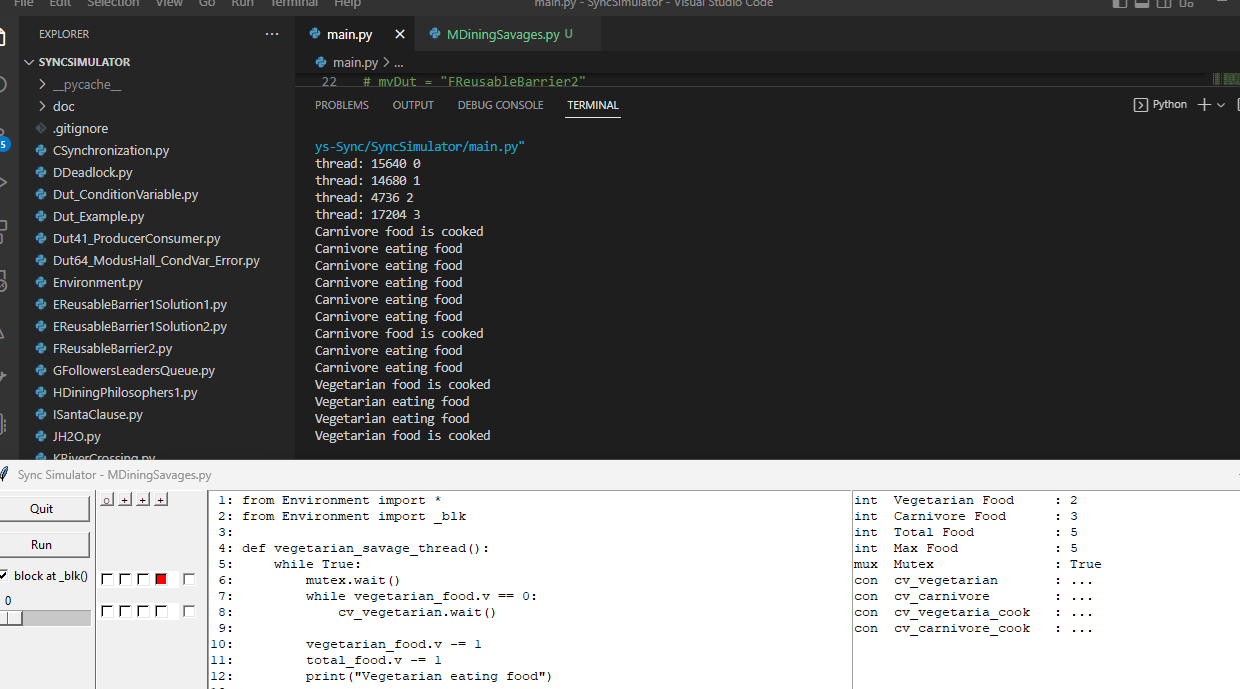 File Edit Selection View Go Run Terminal Help main.py - SyncSimulator - Visual Studio Code
EXPLORER ...
SYNCSIMULATOR
__pycache__
doc
.gitignore
CSynchronization.py
DDeadlock.py
Dut_ConditionVariable.py
Dut_Example.py
Dut41_ProducerConsumer.py
Dut64_ModusHall_CondVar_Error.py
Environment.py
EReusableBarrier1Solution1.py
EReusableBarrier1Solution2.py
FReusableBarrier2.py
GFollowersLeadersQueue.py
HDiningPhilosophers1.py
ISantaClause.py
JH2O.py
KRiverCrossing.py
5
main.py MDiningSavages.py U
main.py > ...
22 # myDut = "FReusableBarrier2"
PROBLEMS OUTPUT DEBUG CONSOLE TERMINAL Python
ys-Sync/SyncSimulator/main.py"
thread: 15640 0
thread: 14680 1
thread: 4736 2
thread: 17204 3
Carnivore food is cooked
Carnivore eating food
Carnivore eating food
Carnivore eating food
Carnivore eating food
Carnivore eating food
Carnivore food is cooked
Carnivore eating food
Carnivore eating food
Vegetarian food is cooked
Vegetarian eating food
Vegetarian eating food
Vegetarian food is cooked
Sync Simulator - MDiningSavages.py
Quit
Run
block at _blk()
0
o + + +
1: from Environment import *
2: from Environment import _blk
3:
4: def vegetarian_savage_thread():
5: while True:
6: mutex.wait()
7: while vegetarian_food.v == 0:
8: cv_vegetarian.wait()
9:
10: vegetarian_food.v -= 1
11: total_food.v -= 1
12: print("Vegetarian eating food")
int Vegetarian Food : 2
int Carnivore Food : 3
int Total Food : 5
int Max Food : 5
mux Mutex : True
con cv_vegetarian : ...
con cv_carnivore : ...
con cv_vegetaria_cook : ...
con cv_carnivore_cook : ...